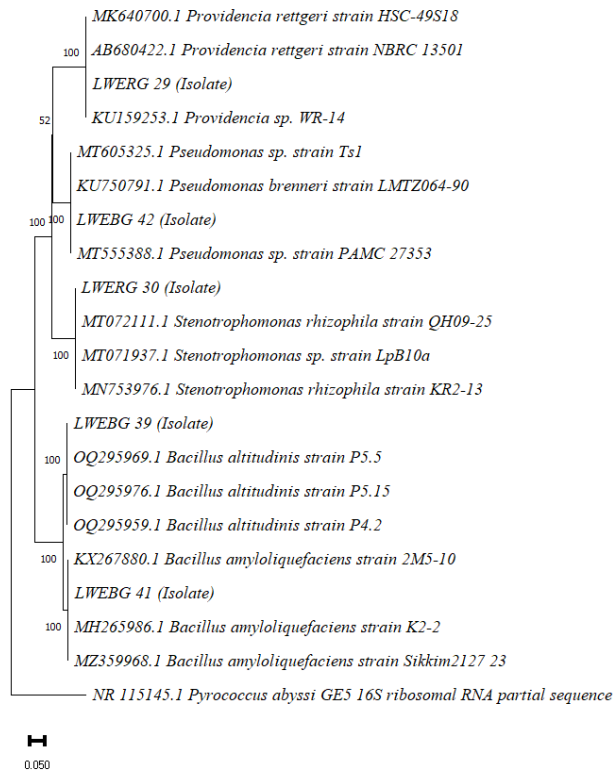 MK640700.1 Providencia rettgeri strain HSC-49S18
AB680422.1 Providencia rettgeri strain NBRC 13501
100
LWERG 29 (Isolate)
KU159253.1 Providencia sp. WR-14
52
MT605325.1 Pseudomonas sp. strain Ts1
KU750791.1 Pseudomonas brenneri strain LMTZ064-90
LWEBG 42 (Isolate)
100 100
MT555388.1 Pseudomonas sp. strain PAMC 27353
LWERG 30 (Isolate)
MT072111.1 Stenotrophomonas rhizophila strain QH09-25
100
MT071937.1 Stenotrophomonas sp. strain LpB10a
MN753976.1 Stenotrophomonas rhizophila strain KR2-13
LWEBG 39 (Isolate)
100
OQ295969.1 Bacillus altitudinis strain P5.5
OQ295976.1 Bacillus altitudinis strain P5.15
OQ295959.1 Bacillus altitudinis strain P4.2
100
KX267880.1 Bacillus amyloliquefaciens strain 2M5-10
LWEBG 41 (Isolate)
100
MH265986.1 Bacillus amyloliquefaciens strain K2-2
MZ359968.1 Bacillus amyloliquefaciens strain Sikkim2127 23
NR 115145.1 Pyrococcus abyssi GE5 16S ribosomal RNA partial sequence
0.050